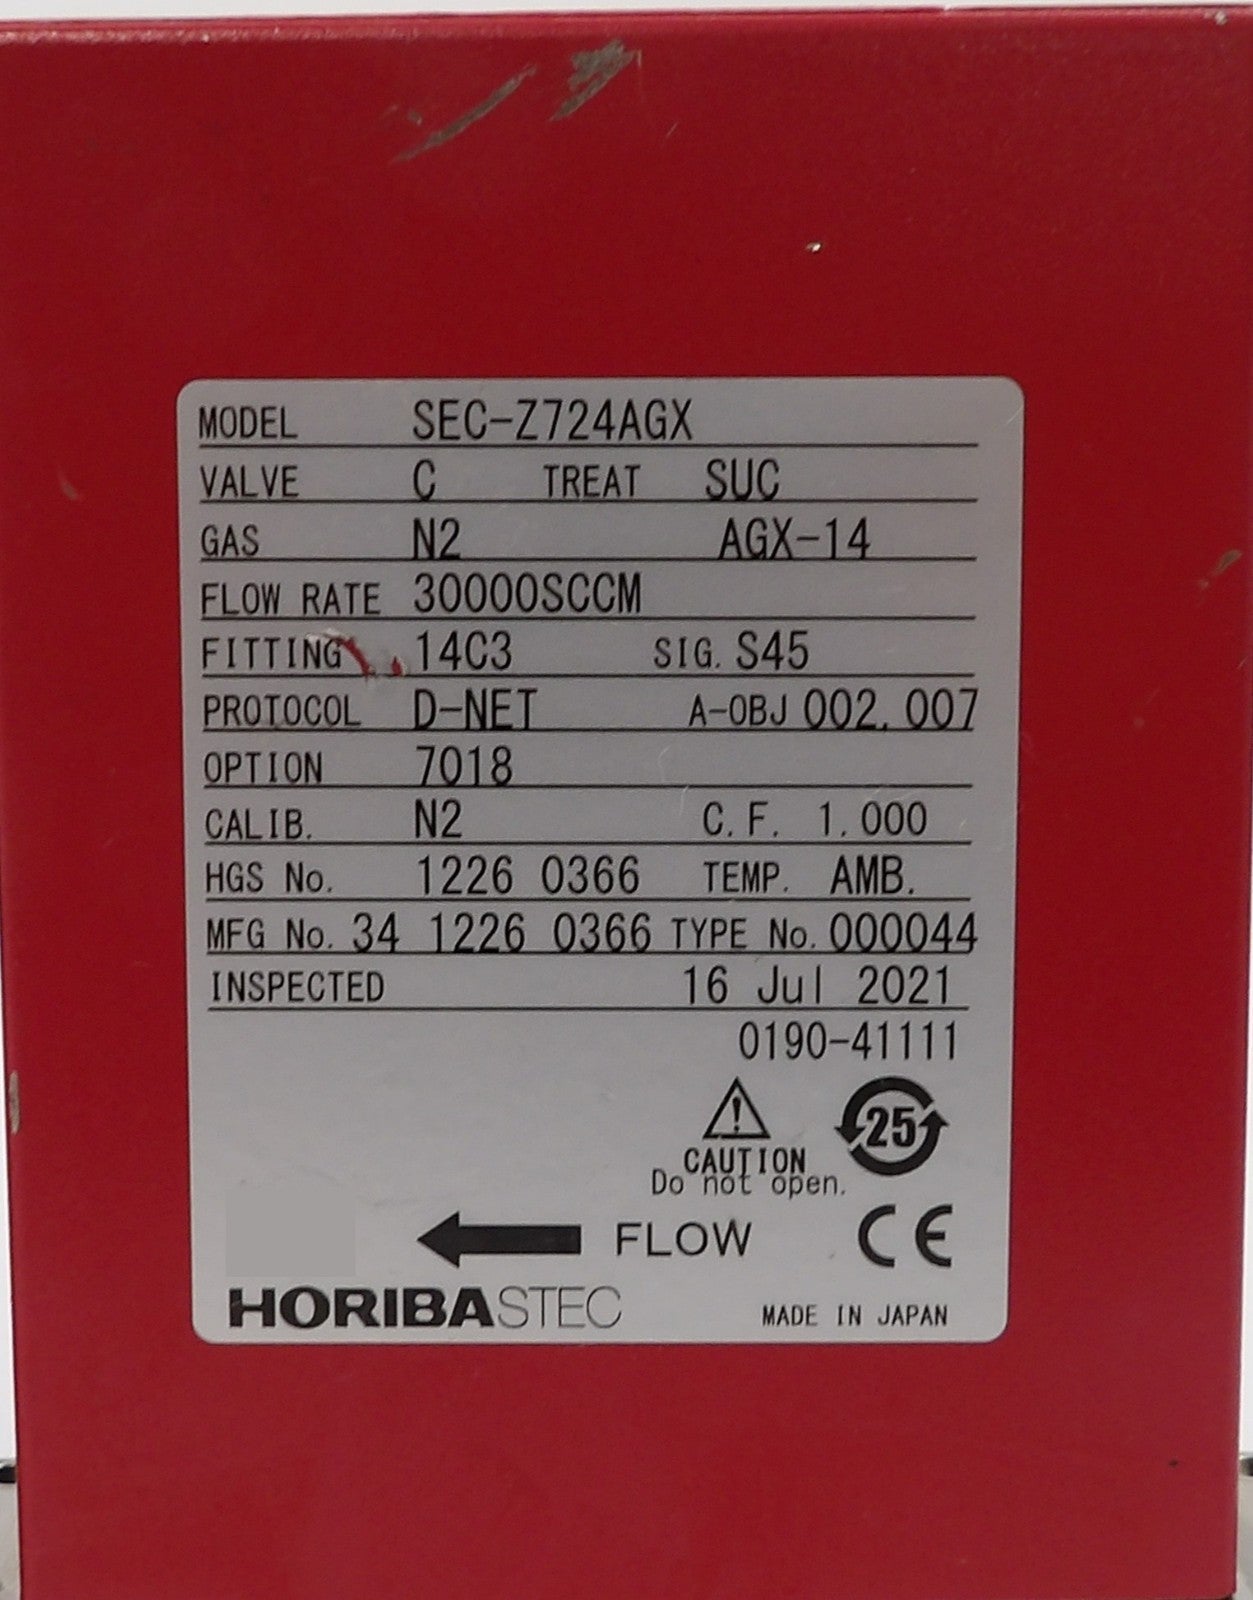 MODEL SEC-Z724AGX
VALVE C TREAT SUC
GAS N2 AGX-14
FLOW RATE 30000SCCM
FITTING 14C3 SIG. S45
PROTOCOL D-NET A-OBJ 002.007
OPTION 7018
CALIB. N2 C.F. 1.000
HGS No. 1226 0366 TEMP. AMB.
MFG No. 34 1226 0366 TYPE No. 000044
INSPECTED 16 Jul 2021
0190-41111
25
CAUTION
Do not open.
FLOW CE
HORIBASTEC MADE IN JAPAN